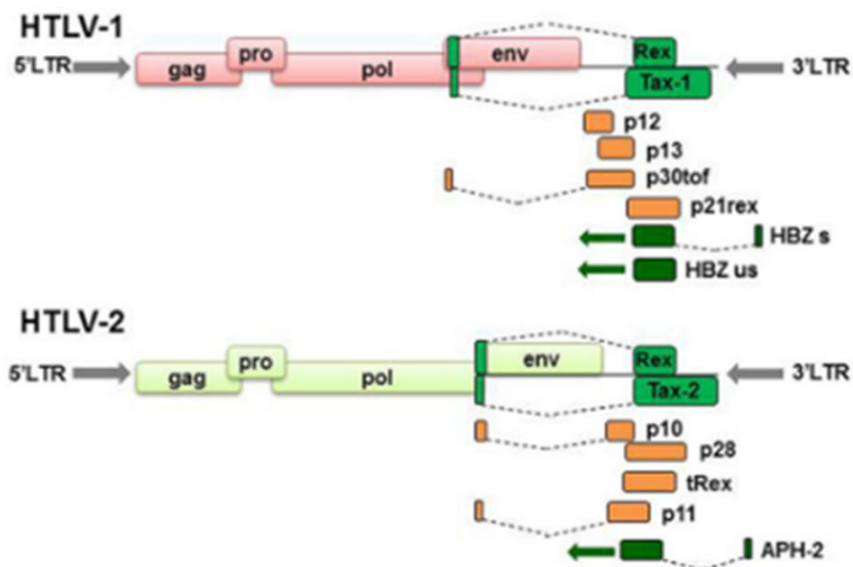 HTLV-1
5'LTR
gag
pro
pol
env
Rex
Tax-1
3'LTR
p12
p13
p30tof
p21rex
HBZ s
HBZ us
HTLV-2
5'LTR
gag
pro
pol
env
Rex
Tax-2
3'LTR
p10
p28
tRex
p11
APH-2